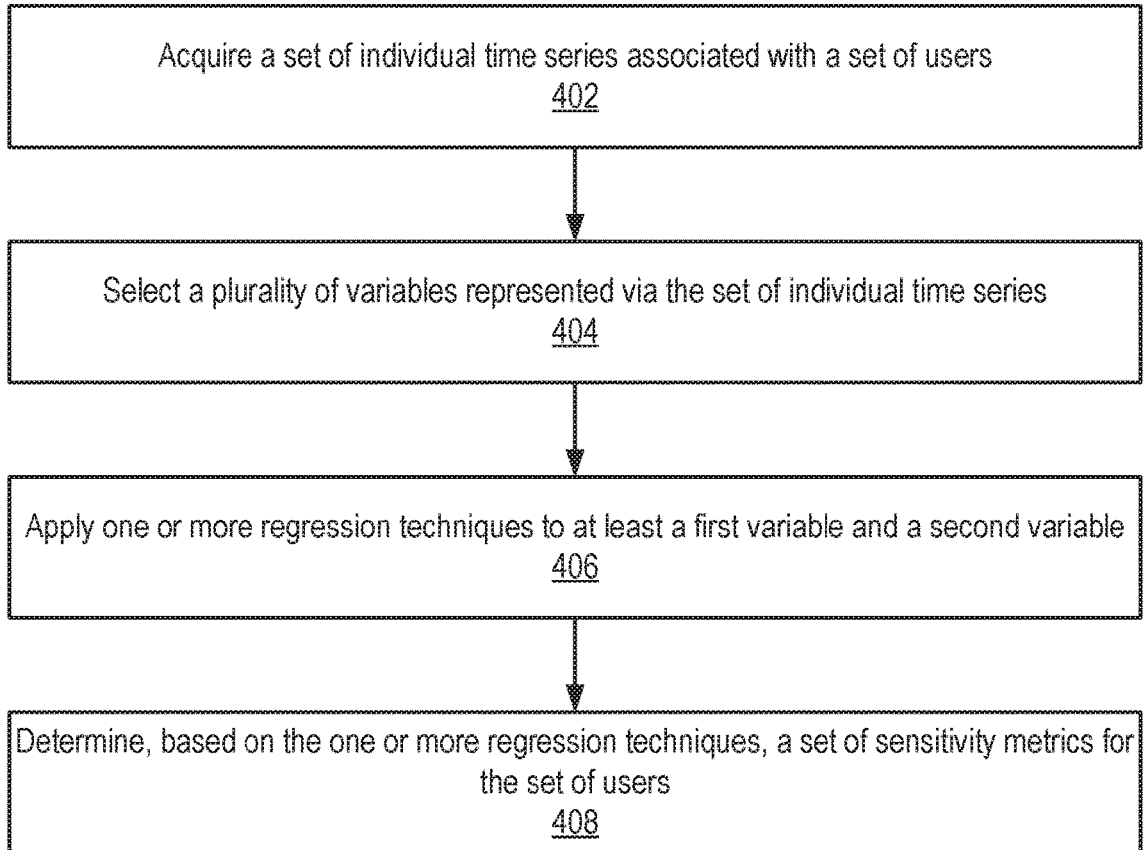 Acquire a set of individual time series associated with a set of users
402
Select a plurality of variables represented via the set of individual time series
404
Apply one or more regression techniques to at least a first variable and a second variable
406
Determine, based on the one or more regression techniques, a set of sensitivity metrics for
the set of users
408